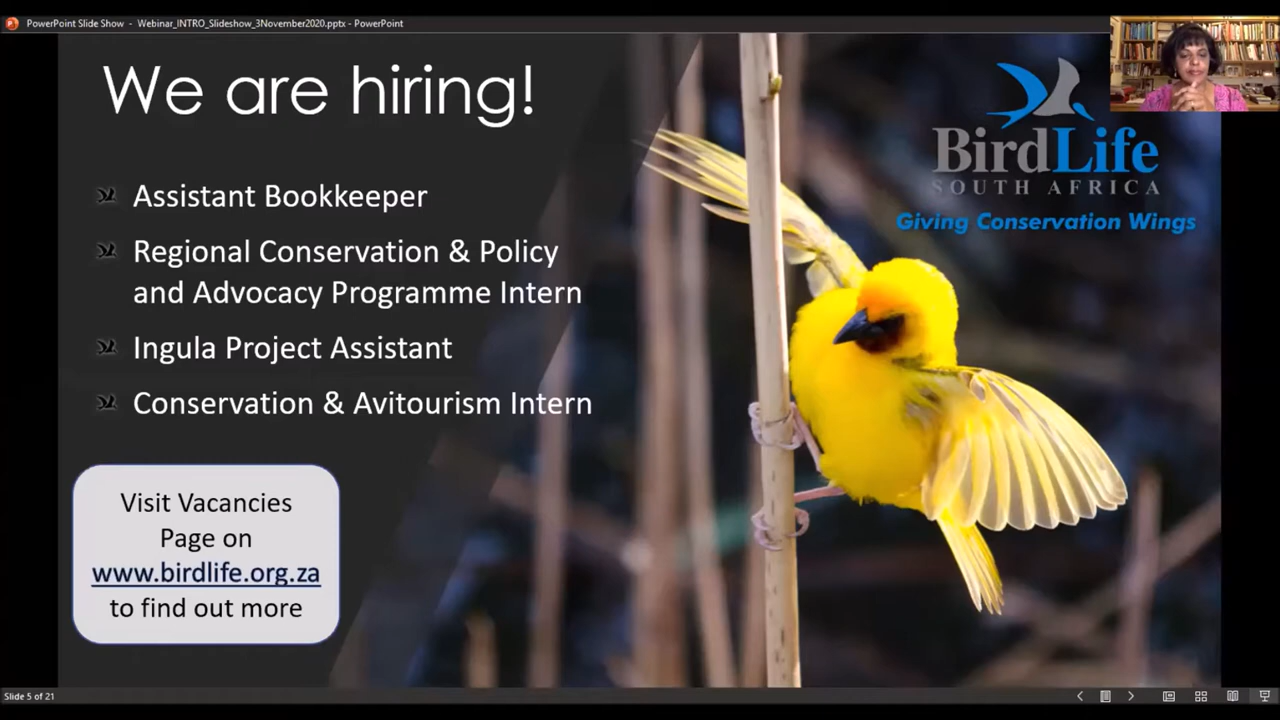 PowerPoint Slide Show - Webinar_INTRO_Slideshow_3November2020.pptx - PowerPoint
We are hiring!
Assistant Bookkeeper
Regional Conservation & Policy
and Advocacy Programme Intern
Ingula Project Assistant
Conservation & Avitourism Intern
Visit Vacancies
Page on
www.birdlife.org.za
to find out more
BirdLife
SOUTH AFRICA
Giving Conservation Wings
Slide 5 of 21